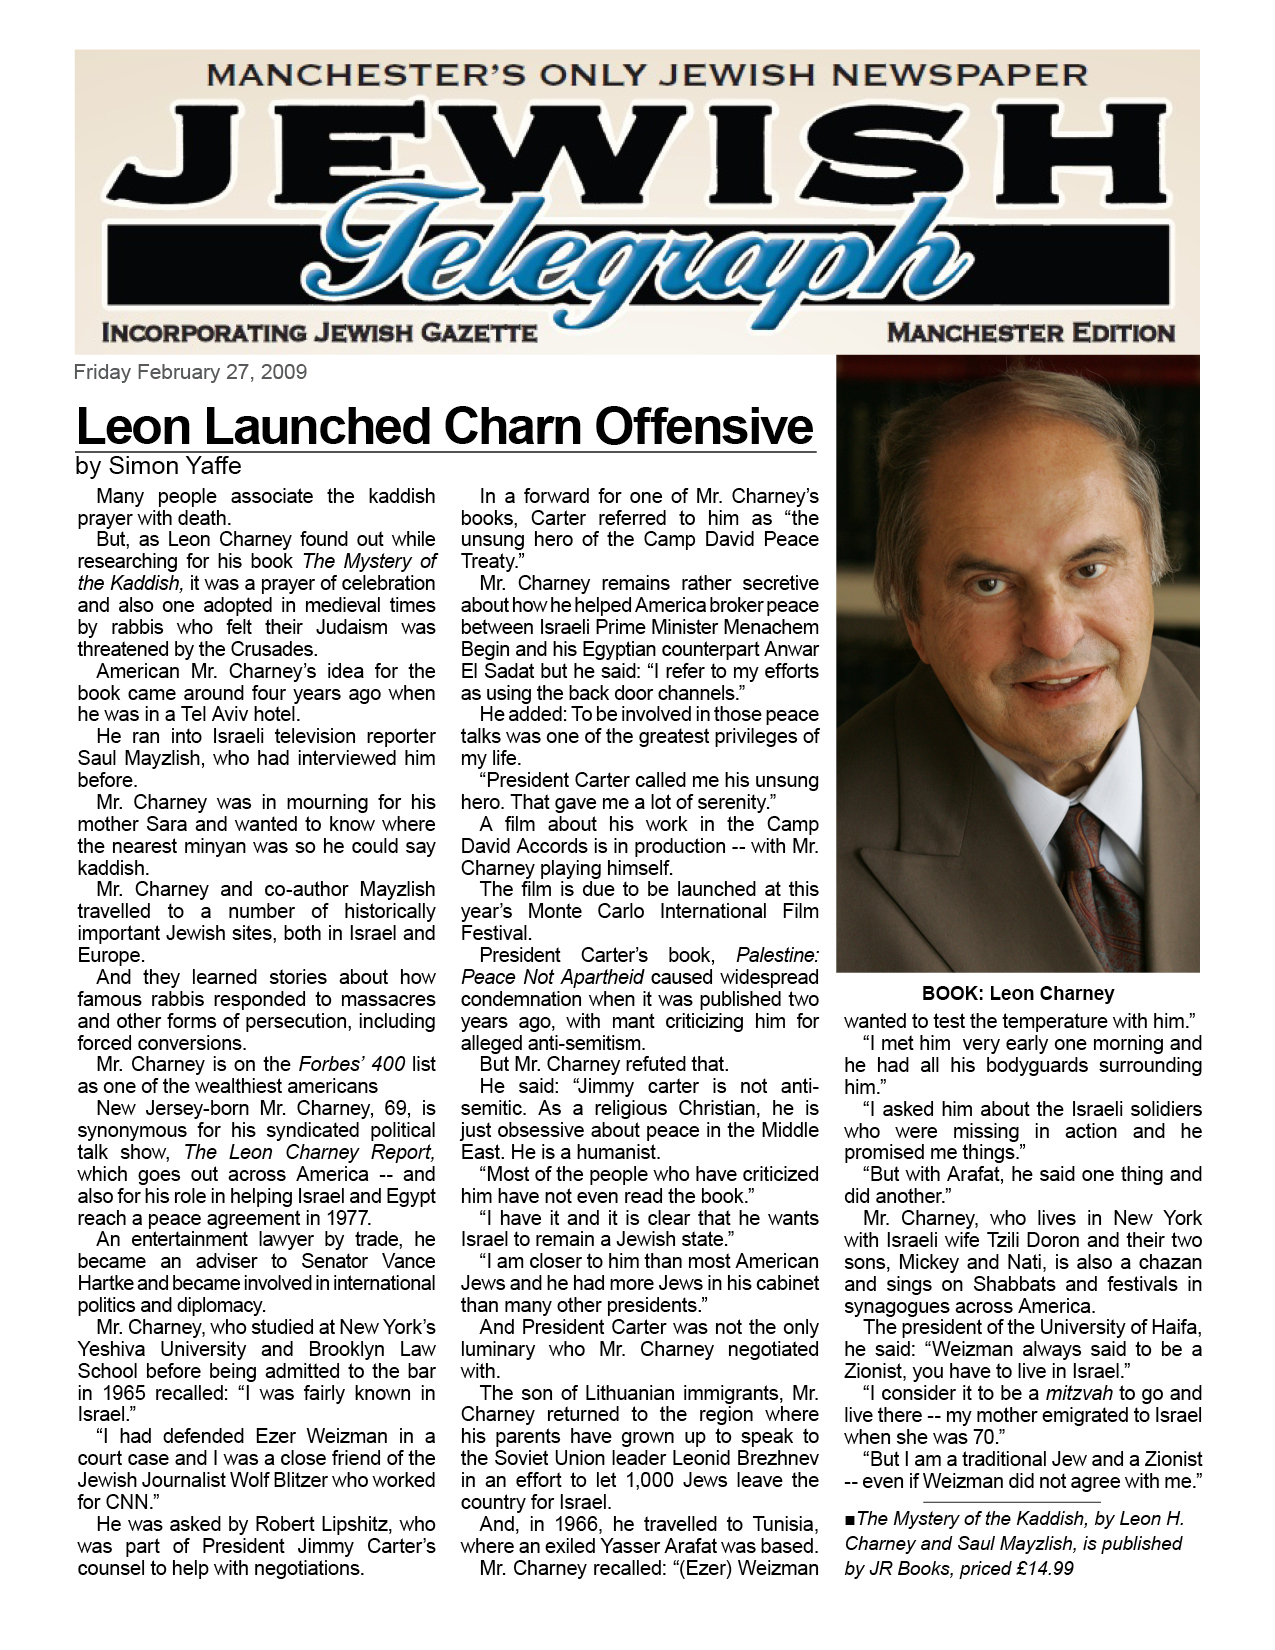 MANCHESTER'S ONLY JEWISH NEWSPAPER
JEWISH
Telegraph
INCORPORATING JEWISH GAZETTE
MANCHESTER EDITION
Friday February 27, 2009
Leon Launched Charn Offensive
by Simon Yaffe
Many people associate the kaddish
prayer with death.
But, as Leon Charney found out while
researching for his book The Mystery of
the Kaddish, it was a prayer of celebration
and also one adopted in medieval times
by rabbis who felt their Judaism was
threatened by the Crusades.
American Mr. Charney's idea for the
book came around four years ago when
he was in a Tel Aviv hotel.
He ran into Israeli television reporter
Saul Mayzlish, who had interviewed him
before.
Mr. Charney was in mourning for his
mother Sara and wanted to know where
the nearest minyan was so he could say
kaddish.
Mr. Charney and co-author Mayzlish
travelled to a number of historically
important Jewish sites, both in Israel and
Europe.
And they learned stories about how
famous rabbis responded to massacres
and other forms of persecution, including
forced conversions.
Mr. Charney is on the Forbes' 400 list
as one of the wealthiest americans
New Jersey-born Mr. Charney, 69, is
synonymous for his syndicated political
talk show, The Leon Charney Report,
which goes out across America -- and
also for his role in helping Israel and Egypt
reach a peace agreement in 1977.
An entertainment lawyer by trade, he
became an adviser to Senator Vance
Hartke and became involved in international
politics and diplomacy.
Mr. Charney, who studied at New York's
Yeshiva University and Brooklyn Law
School before being admitted to the bar
in 1965 recalled: “I was fairly known in
Israel.”
“I had defended Ezer Weizman in a
court case and I was a close friend of the
Jewish Journalist Wolf Blitzer who worked
for CNN.”
He was asked by Robert Lipshitz, who
was part of President Jimmy Carter's
counsel to help with negotiations.
In a forward for one of Mr. Charney's
books, Carter referred to him as “the
unsung hero of the Camp David Peace
Treaty.”
Mr. Charney remains rather secretive
about how he helped America broker peace
between Israeli Prime Minister Menachem
Begin and his Egyptian counterpart Anwar
El Sadat but he said: “I refer to my efforts
as using the back door channels.”
He added: To be involved in those peace
talks was one of the greatest privileges of
my life.
“President Carter called me his unsung
hero. That gave me a lot of serenity.”
A film about his work in the Camp
David Accords is in production -- with Mr.
Charney playing himself.
The film is due to be launched at this
year's Monte Carlo International Film
Festival.
President Carter's book, Palestine:
Peace Not Apartheid caused widespread
condemnation when it was published two
years ago, with mant criticizing him for
alleged anti-semitism.
But Mr. Charney refuted that.
He said: “Jimmy carter is not anti-
semitic. As a religious Christian, he is
just obsessive about peace in the Middle
East. He is a humanist.
“Most of the people who have criticized
him have not even read the book.”
“I have it and it is clear that he wants
Israel to remain a Jewish state.”
“I am closer to him than most American
Jews and he had more Jews in his cabinet
than many other presidents.”
And President Carter was not the only
luminary who Mr. Charney negotiated
with.
The son of Lithuanian immigrants, Mr.
Charney returned to the region where
his parents have grown up to speak to
the Soviet Union leader Leonid Brezhnev
in an effort to let 1,000 Jews leave the
country for Israel.
And, in 1966, he travelled to Tunisia,
where an exiled Yasser Arafat was based.
Mr. Charney recalled: “(Ezer) Weizman
BOOK: Leon Charney
wanted to test the temperature with him.”
“I met him very early one morning and
he had all his bodyguards surrounding
him.”
“I asked him about the Israeli solidiers
who were missing in action and he
promised me things.”
“But with Arafat, he said one thing and
did another.”
Mr. Charney, who lives in New York
with Israeli wife Tzili Doron and their two
sons, Mickey and Nati, is also a chazan
and sings on Shabbats and festivals in
synagogues across America.
The president of the University of Haifa,
he said: “Weizman always said to be a
Zionist, you have to live in Israel.”
“I consider it to be a mitzvah to go and
live there -- my mother emigrated to Israel
when she was 70.”
“But I am a traditional Jew and a Zionist
-- even if Weizman did not agree with me.”
■The Mystery of the Kaddish, by Leon H.
Charney and Saul Mayzlish, is published
by JR Books, priced £14.99